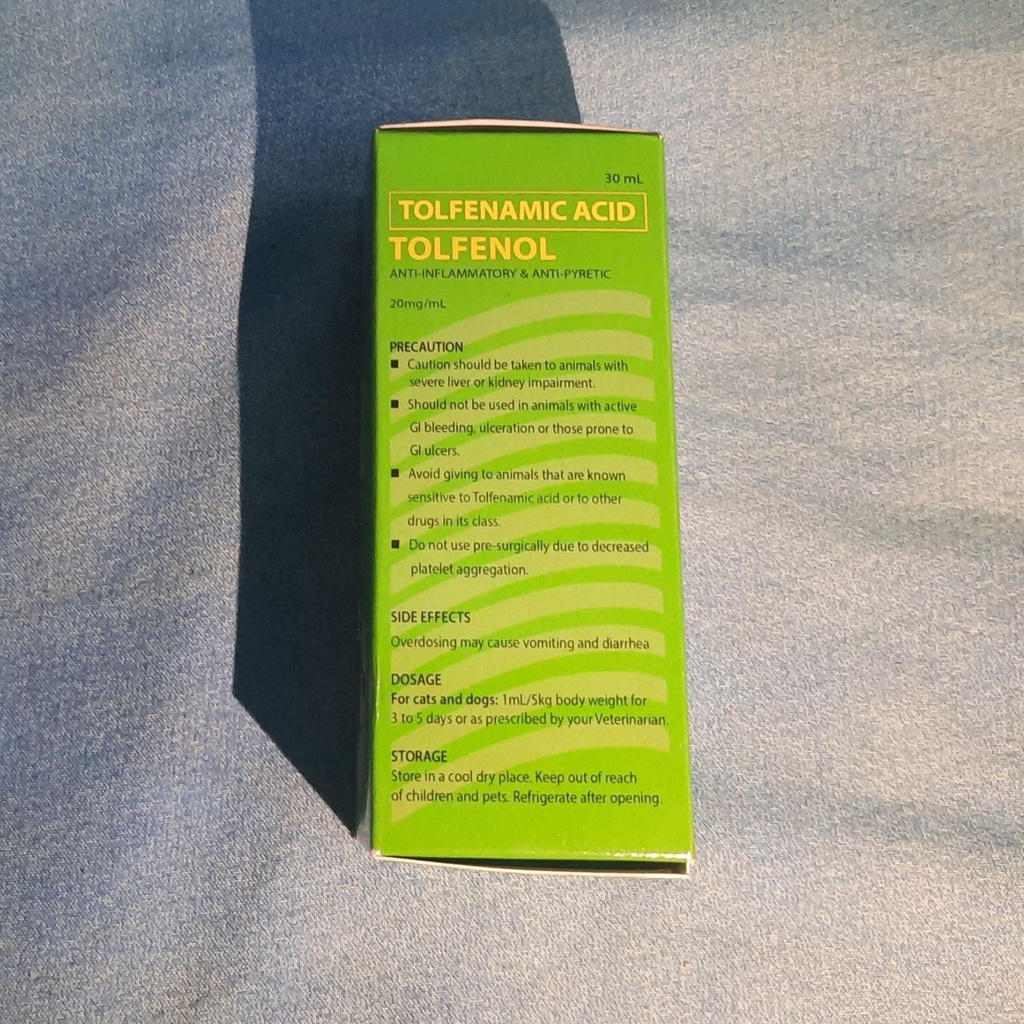 30 mL
TOLFENAMIC ACID
TOLFENOL
ANTI-INFLAMMATORY & ANTI-PYRETIC
20mg/mL
PRECAUTION
■ Caution should be taken to animals with
severe liver or kidney impairment.
■ Should not be used in animals with active
GI bleeding, ulceration or those prone to
GI ulcers.
■ Avoid giving to animals that are known
sensitive to Tolfenamic acid or to other
drugs in its class.
■ Do not use pre-surgically due to decreased
platelet aggregation.
SIDE EFFECTS
Overdosing may cause vomiting and diarrhea
DOSAGE
For cats and dogs: 1mL/5kg body weight for
3 to 5 days or as prescribed by your Veterinarian.
STORAGE
Store in a cool dry place. Keep out of reach
of children and pets. Refrigerate after opening.